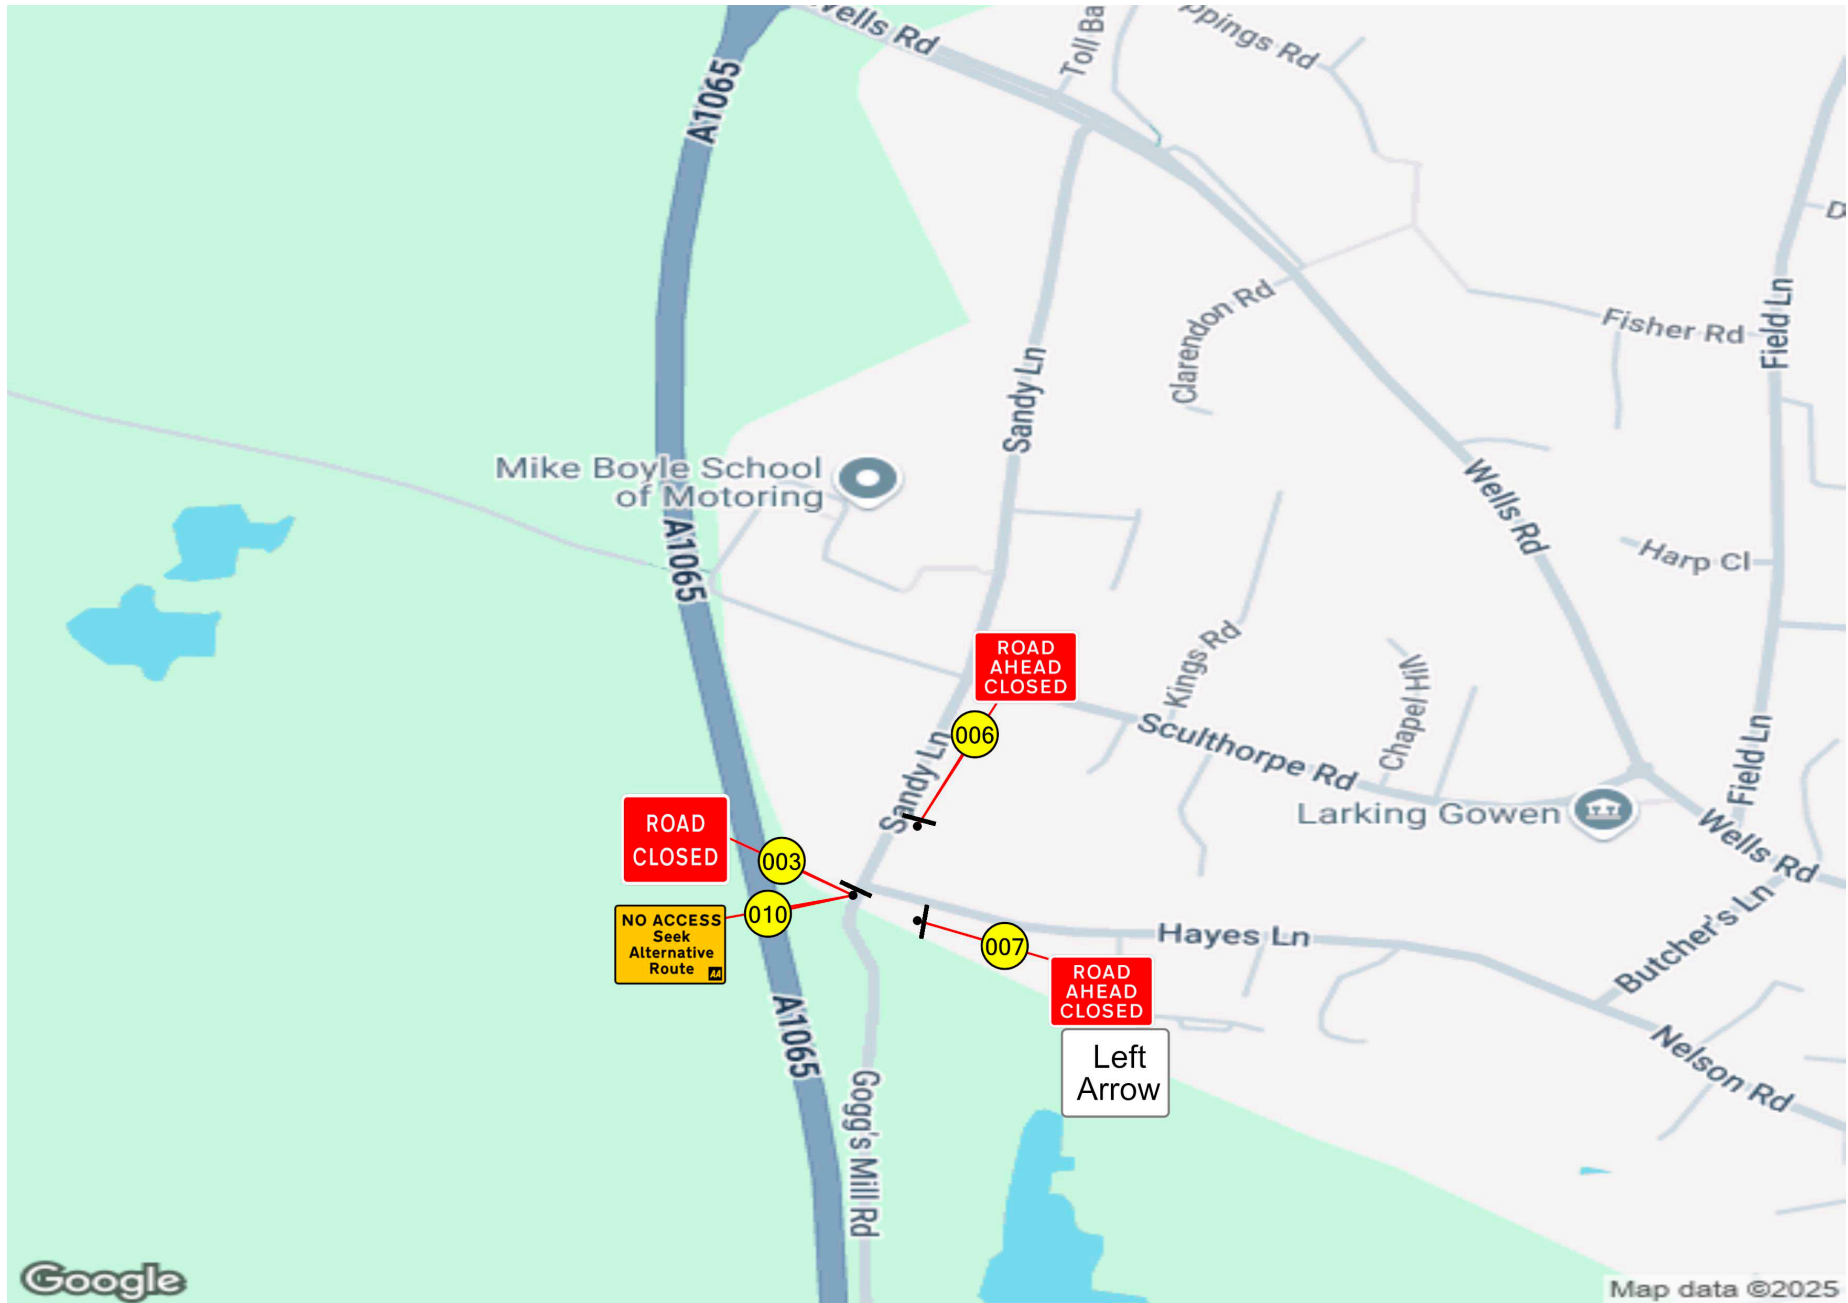 Wells Rd
Toll Ba
ppings Rd
A1065
D
Clarendon Rd
Fisher Rd
Field Ln
Sandy Ln
Mike Boyle School
of Motoring
A1065
Wells Rd
Harp Cl
ROAD
AHEAD
CLOSED
Kings Rd
Chapel Hill
006
Sculthorpe Rd
Sandy Ln
Field Ln
Larking Gowen
Wells Rd
ROAD
CLOSED
003
010
NO ACCESS
Seek
Alternative
Route
AA
007
Hayes Ln
Butcher's Ln
ROAD
AHEAD
CLOSED
A1065
Left
Arrow
Nelson Rd
Gogg's Mill Rd
Google
Map data ©2025